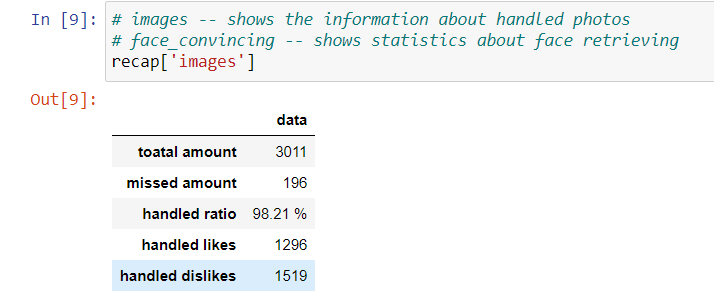 In [9]: # images -- shows the information about handled photos
# face_convincing -- shows statistics about face retrieving
recap['images']
Out[9]:
data
toatal amount 3011
missed amount 196
handled ratio 98.21 %
handled likes 1296
handled dislikes 1519